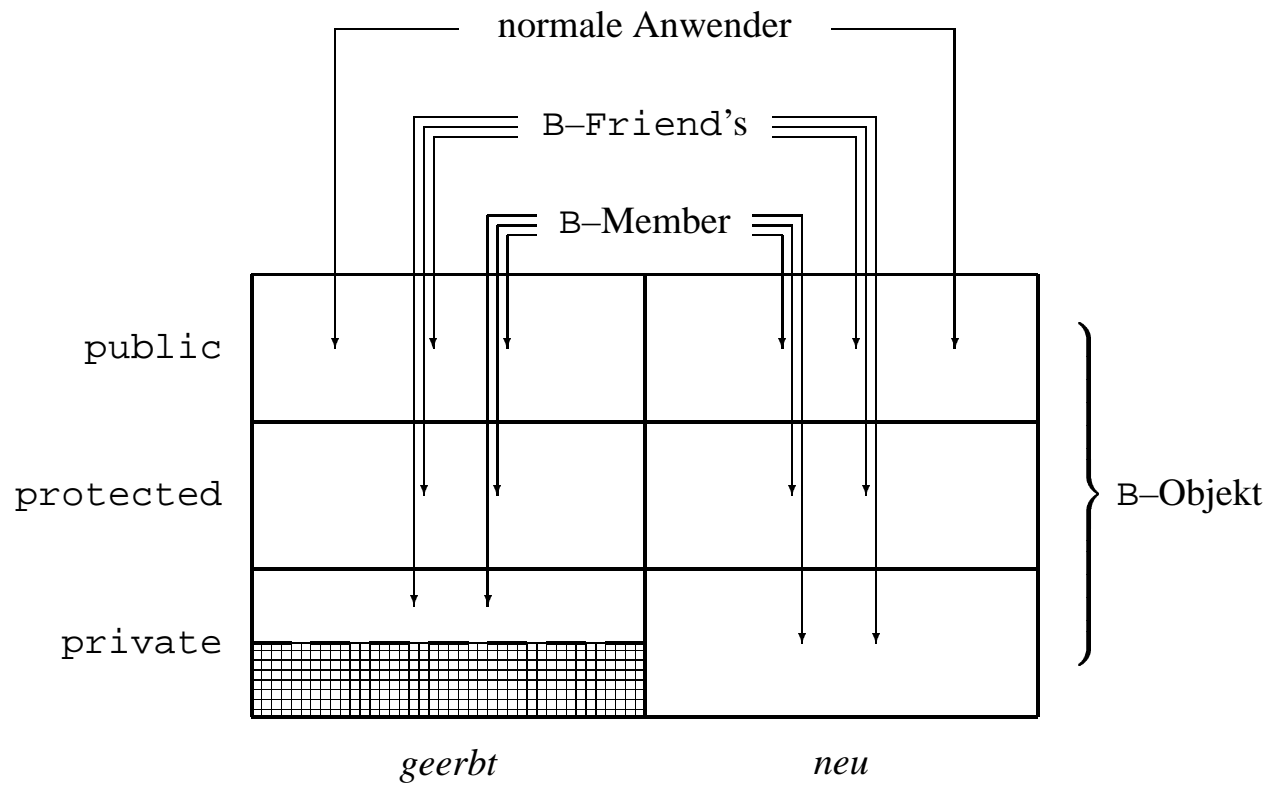 normale Anwender
B–Friend's
B–Member
public
protected
B–Objekt
private
geerbt
neu